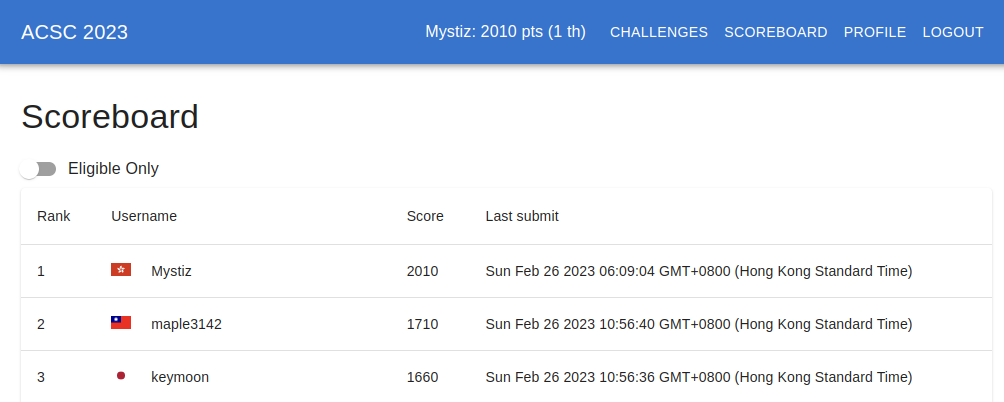 ACSC 2023 Mystiz: 2010 pts (1 th) CHALLENGES SCOREBOARD PROFILE LOGOUT
Scoreboard
Eligible Only
Rank Username Score Last submit
1 Mystiz 2010 Sun Feb 26 2023 06:09:04 GMT+0800 (Hong Kong Standard Time)
2 maple3142 1710 Sun Feb 26 2023 10:56:40 GMT+0800 (Hong Kong Standard Time)
3 keymoon 1660 Sun Feb 26 2023 10:56:36 GMT+0800 (Hong Kong Standard Time)